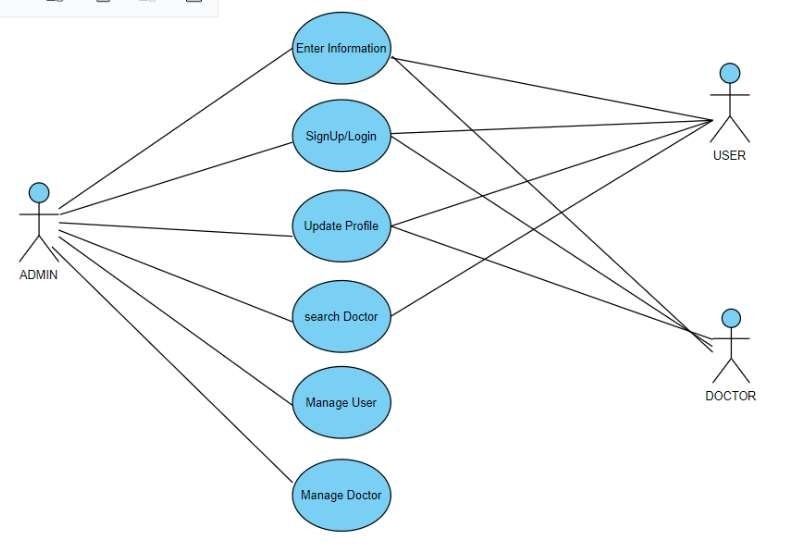 Enter Information
SignUp/Login
USER
Update Profile
ADMIN
search Doctor
DOCTOR
Manage User
Manage Doctor